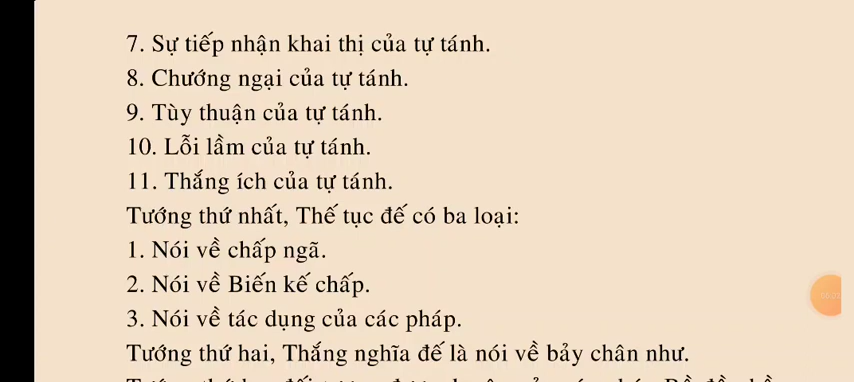 7. Sự tiếp nhận khai thị của tự tánh.
8. Chướng ngại của tự tánh.
9. Tùy thuận của tự tánh.
10. Lỗi lầm của tự tánh.
11. Thắng ích của tự tánh.
Tướng thứ nhất, Thế tục đế có ba loại:
1. Nói về chấp ngã.
2. Nói về Biến kế chấp.
3. Nói về tác dụng của các pháp.
Tướng thứ hai, Thắng nghĩa đế là nói về bảy chân như.